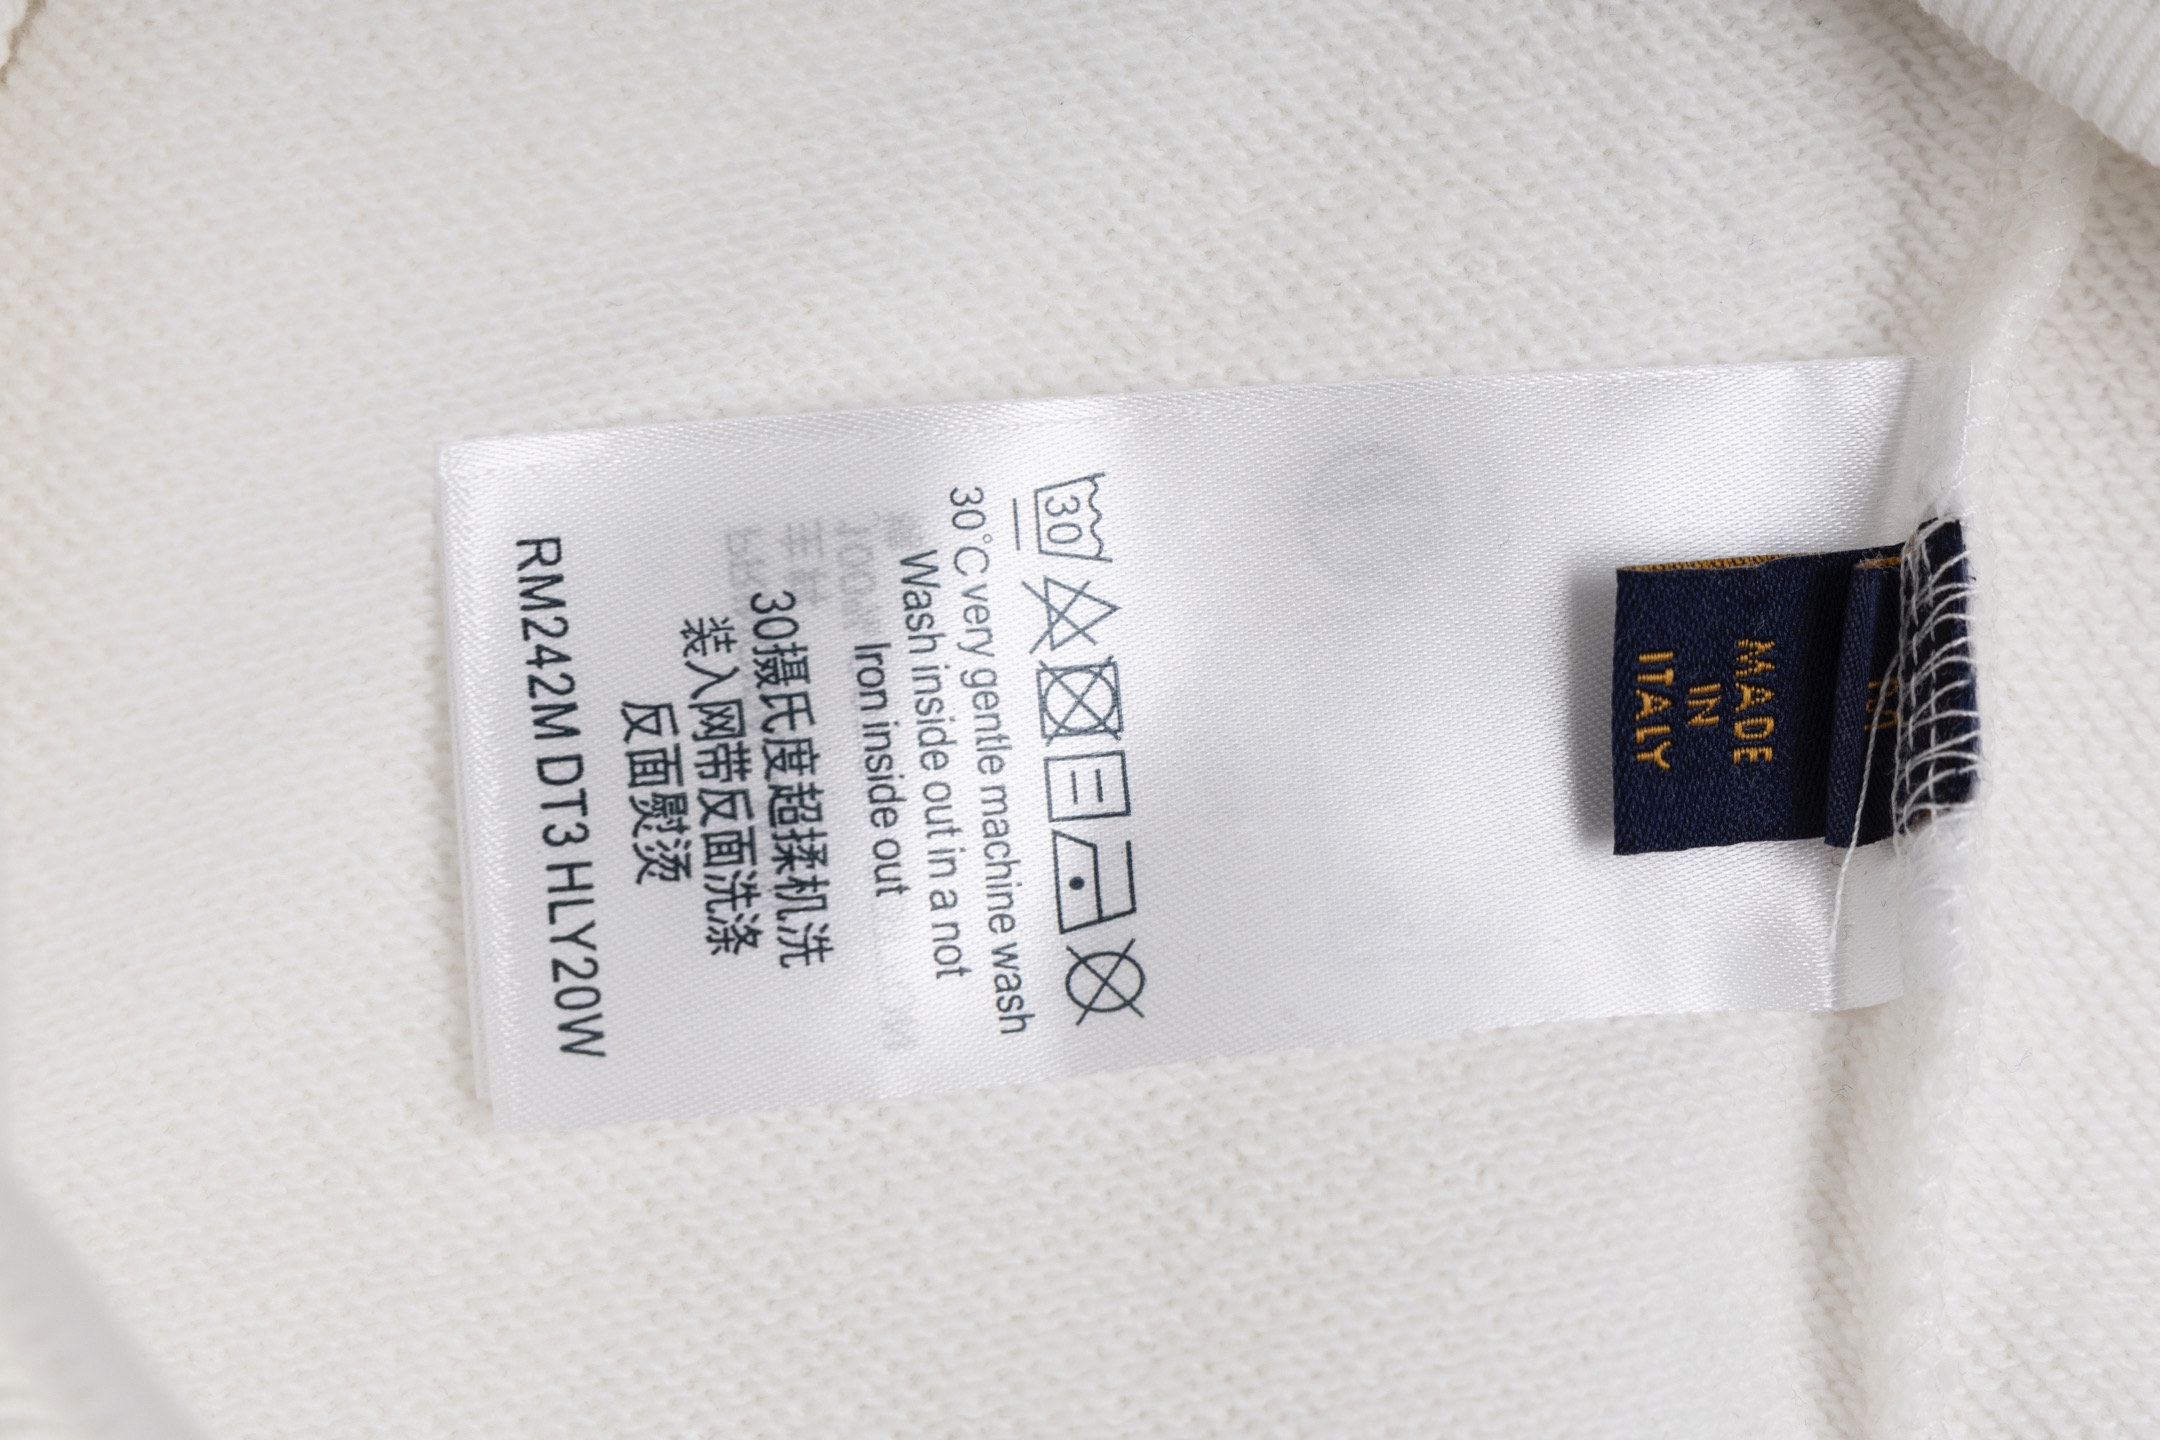 MADE
IN
ITALY
30
30°C very gentle machine wash
Wash inside out in a not
Iron inside out
30摄氏度超揉机洗
装入网带反面洗涤
反面熨烫
RM242M DT3 HLY20W